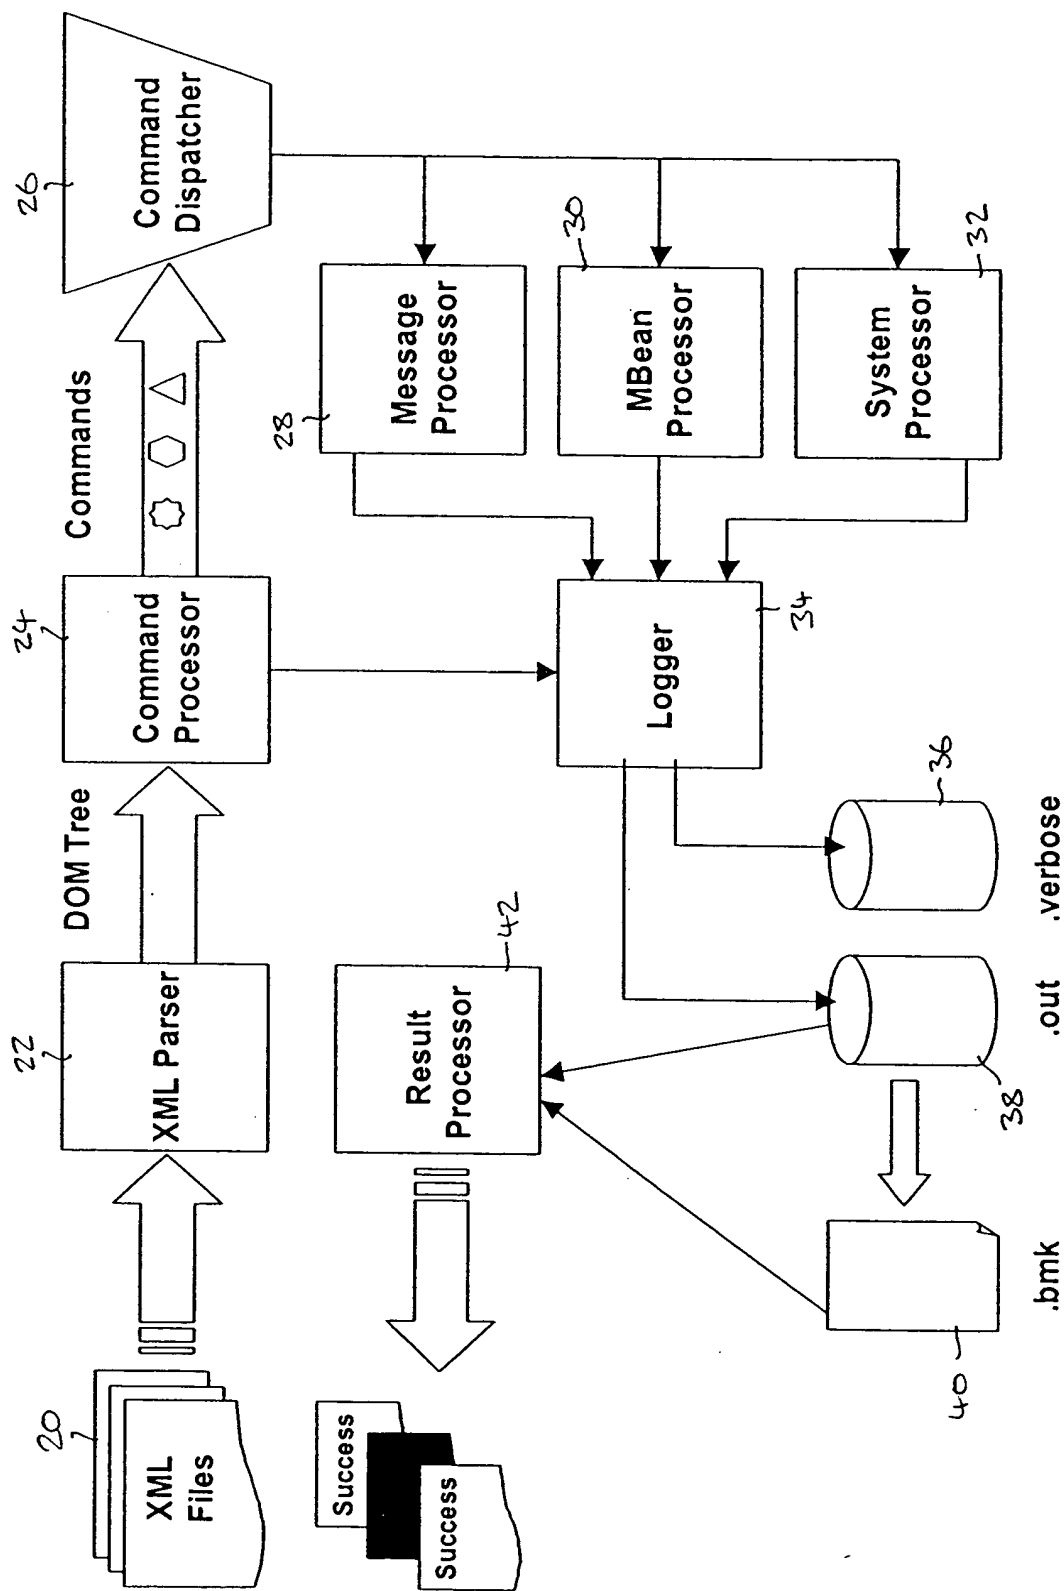 20
XML
Files
22
XML Parser
DOM Tree
24
Command
Processor
Commands
26
Command
Dispatcher
Success
Success
Result
Processor
42
28
Message
Processor
30
MBean
Processor
32
System
Processor
Logger
34
36
.verbose
38
.out
40
.bmk